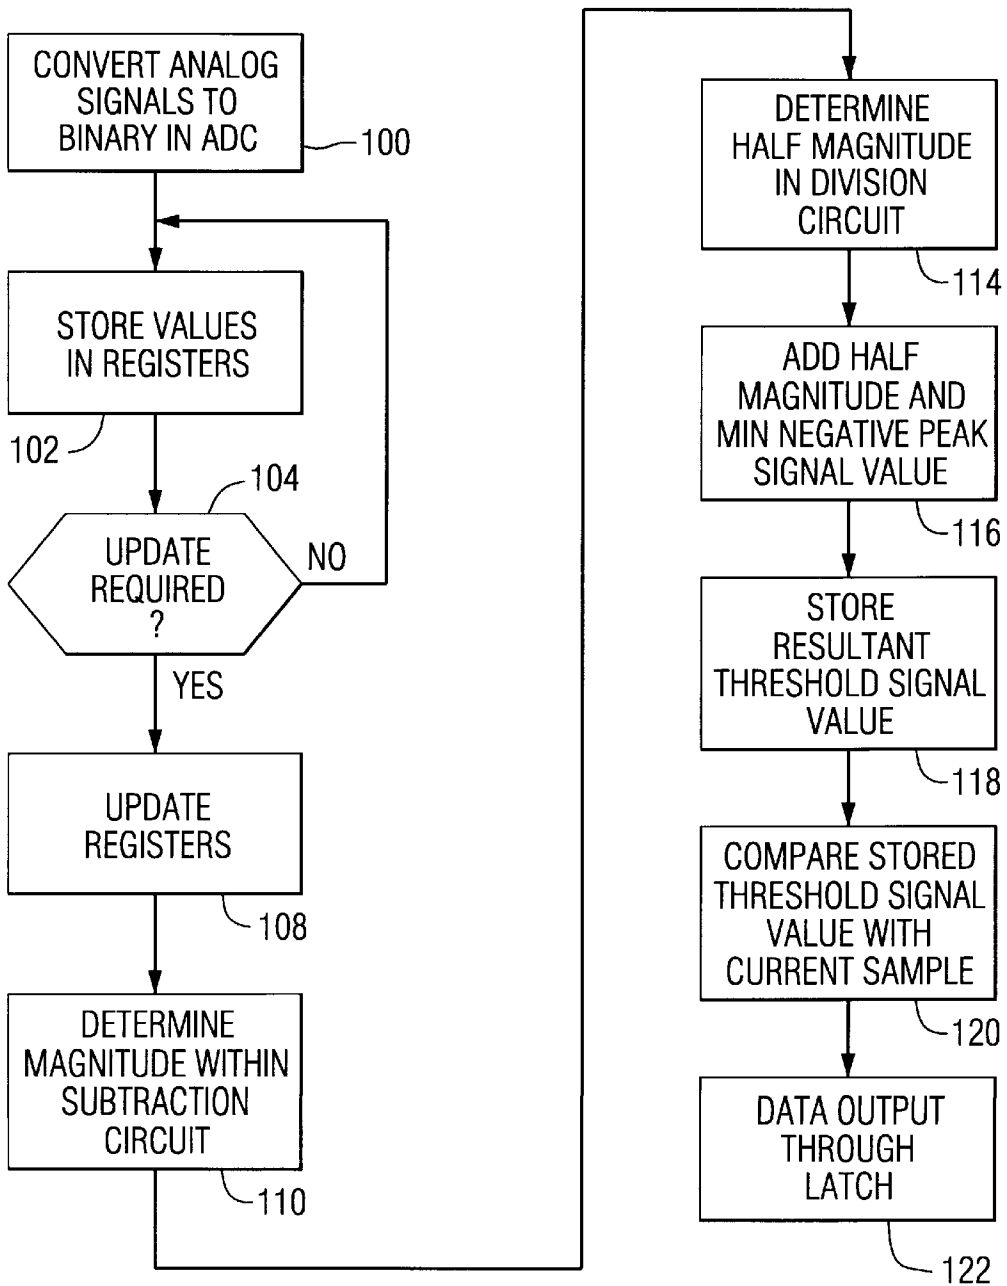 CONVERT ANALOG
SIGNALS TO
BINARY IN ADC
100
STORE VALUES
IN REGISTERS
102
104
UPDATE
REQUIRED
?
NO
YES
UPDATE
REGISTERS
108
DETERMINE
MAGNITUDE WITHIN
SUBTRACTION
CIRCUIT
110
DETERMINE
HALF MAGNITUDE
IN DIVISION
CIRCUIT
114
ADD HALF
MAGNITUDE AND
MIN NEGATIVE PEAK
SIGNAL VALUE
116
STORE
RESULTANT
THRESHOLD SIGNAL
VALUE
118
COMPARE STORED
THRESHOLD SIGNAL
VALUE WITH
CURRENT SAMPLE
120
DATA OUTPUT
THROUGH
LATCH
122